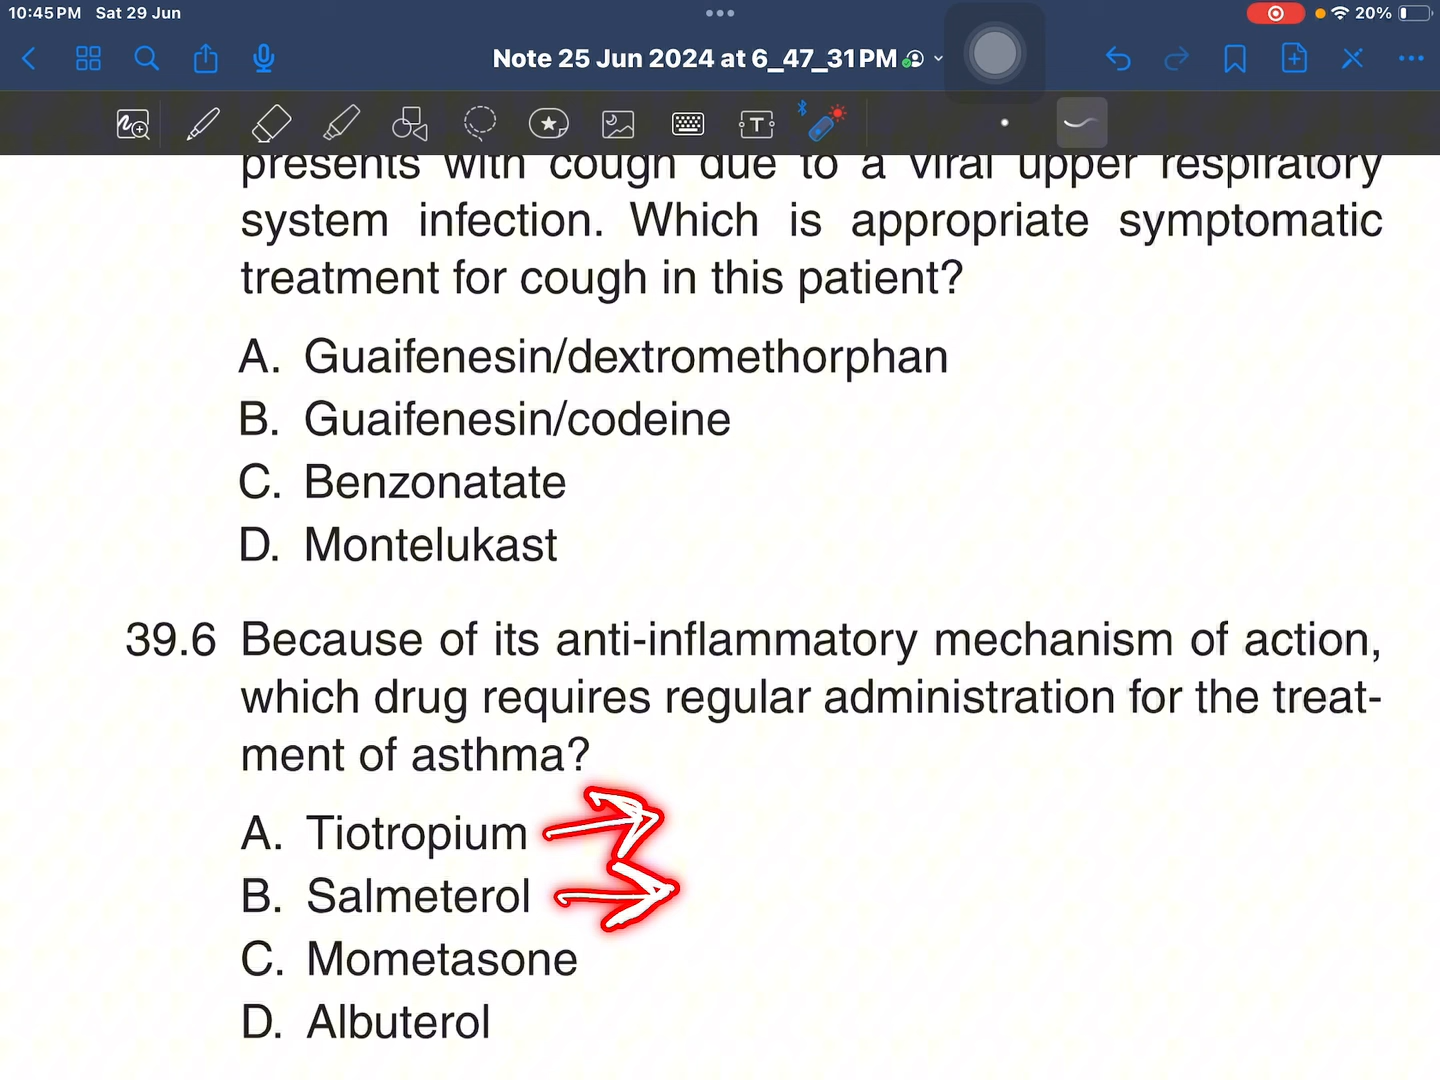 10:45 PM Sat 29 Jun
20%
Note 25 Jun 2024 at 6_47_31 PM
presents with cough due to a viral upper respiratory
system infection. Which is appropriate symptomatic
treatment for cough in this patient?
A. Guaifenesin/dextromethorphan
B. Guaifenesin/codeine
C. Benzonatate
D. Montelukast
39.6 Because of its anti-inflammatory mechanism of action,
which drug requires regular administration for the treat-
ment of asthma?
A. Tiotropium
B. Salmeterol
C. Mometasone
D. Albuterol